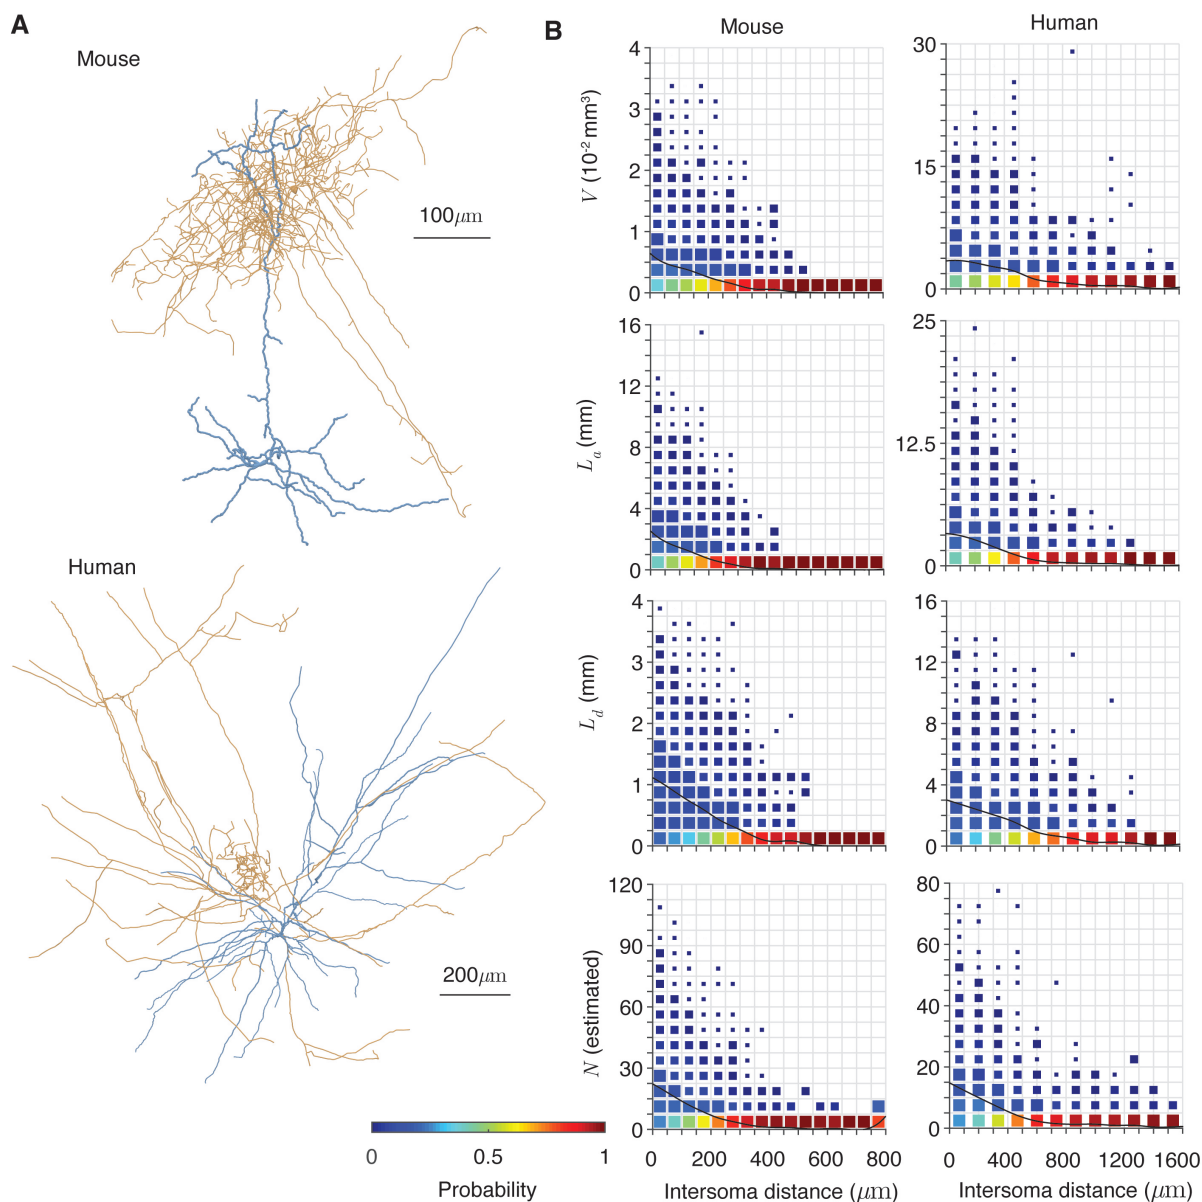 A
Mouse
100μm
Human
200μm
0
0.5
1
Probability
B
Mouse
Human
V (10⁻² mm³)
4
3
2
1
0
30
15
0
L_a (mm)
16
12
8
4
0
25
12.5
0
L_d (mm)
4
3
2
1
0
16
12
8
4
0
N (estimated)
120
90
60
30
0
80
60
40
20
0
0 200 400 600 800
0 400 800 1200 1600
Intersoma distance (μm)
Intersoma distance (μm)